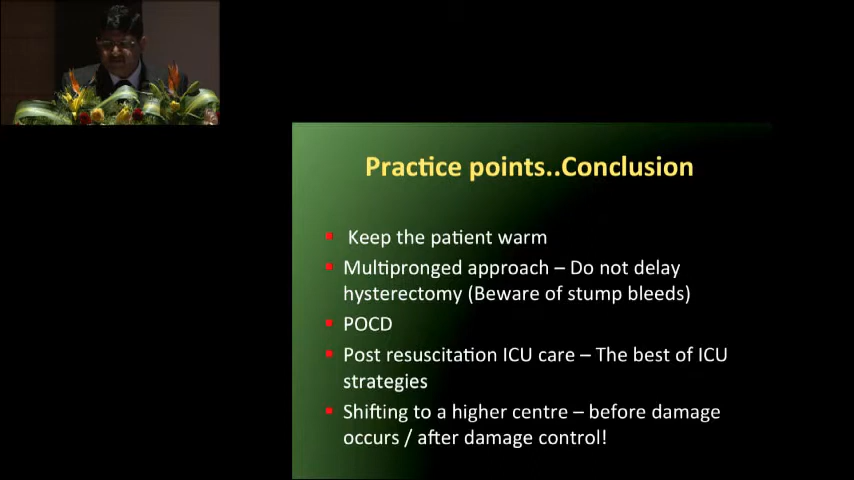 Practice points..Conclusion
Keep the patient warm
Multipronged approach – Do not delay
hysterectomy (Beware of stump bleeds)
POCD
Post resuscitation ICU care – The best of ICU
strategies
Shifting to a higher centre – before damage
occurs / after damage control!